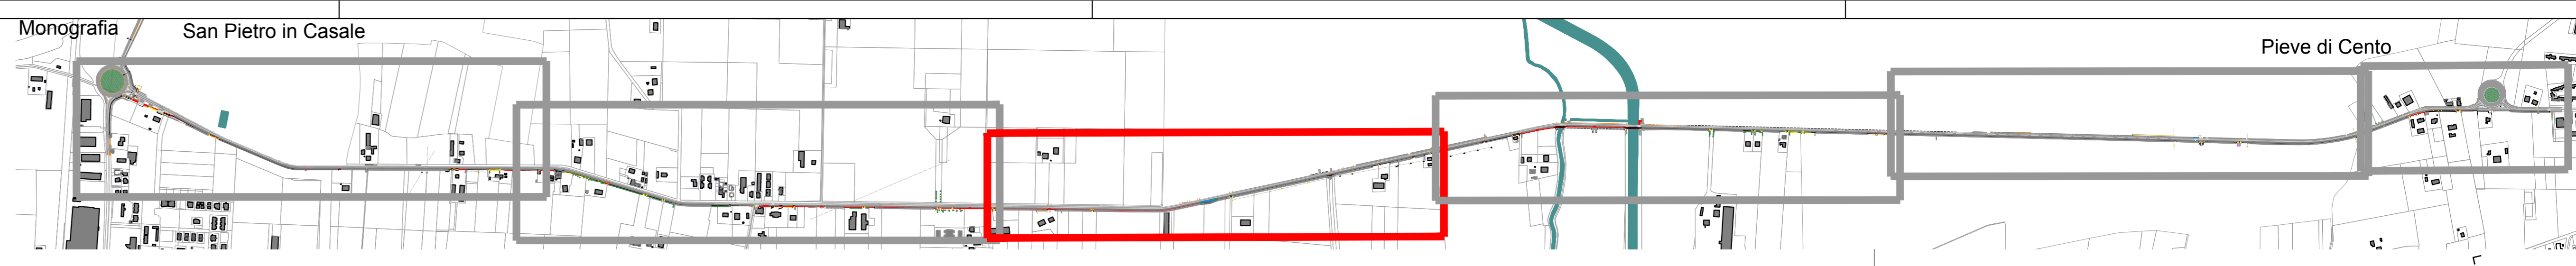 Monografia
San Pietro in Casale
Pieve di Cento